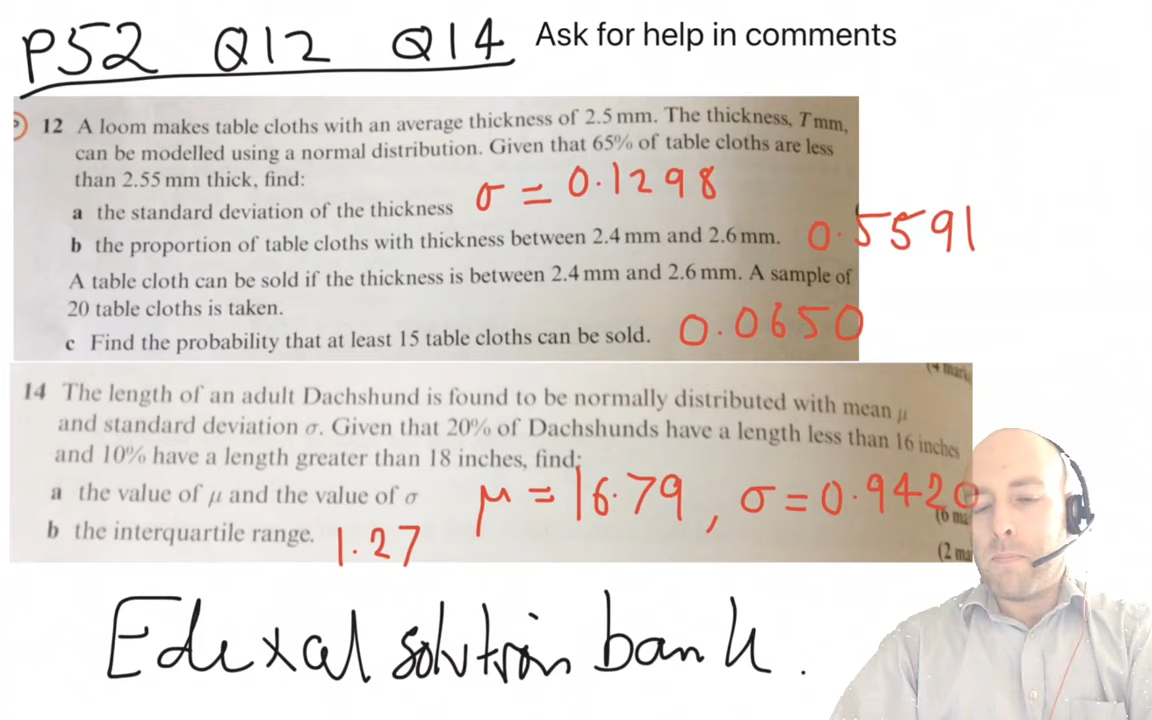 P52 Q12 Q14 Ask for help in comments
12 A loom makes table cloths with an average thickness of 2.5 mm. The thickness, T mm,
can be modelled using a normal distribution. Given that 65% of table cloths are less
than 2.55 mm thick, find:
a the standard deviation of the thickness σ = 0.1298
b the proportion of table cloths with thickness between 2.4 mm and 2.6 mm. 0.5591
A table cloth can be sold if the thickness is between 2.4 mm and 2.6 mm. A sample of
20 table cloths is taken.
c Find the probability that at least 15 table cloths can be sold. 0.0650
(4
14 The length of an adult Dachshund is found to be normally distributed with mean μ
and standard deviation σ. Given that 20% of Dachshunds have a length less than 16 inches
and 10% have a length greater than 18 inches, find:
a the value of μ and the value of σ μ = 16.79, σ = 0.9420
(6
b the interquartile range. 1.27
(2
Edexcal solution bank.